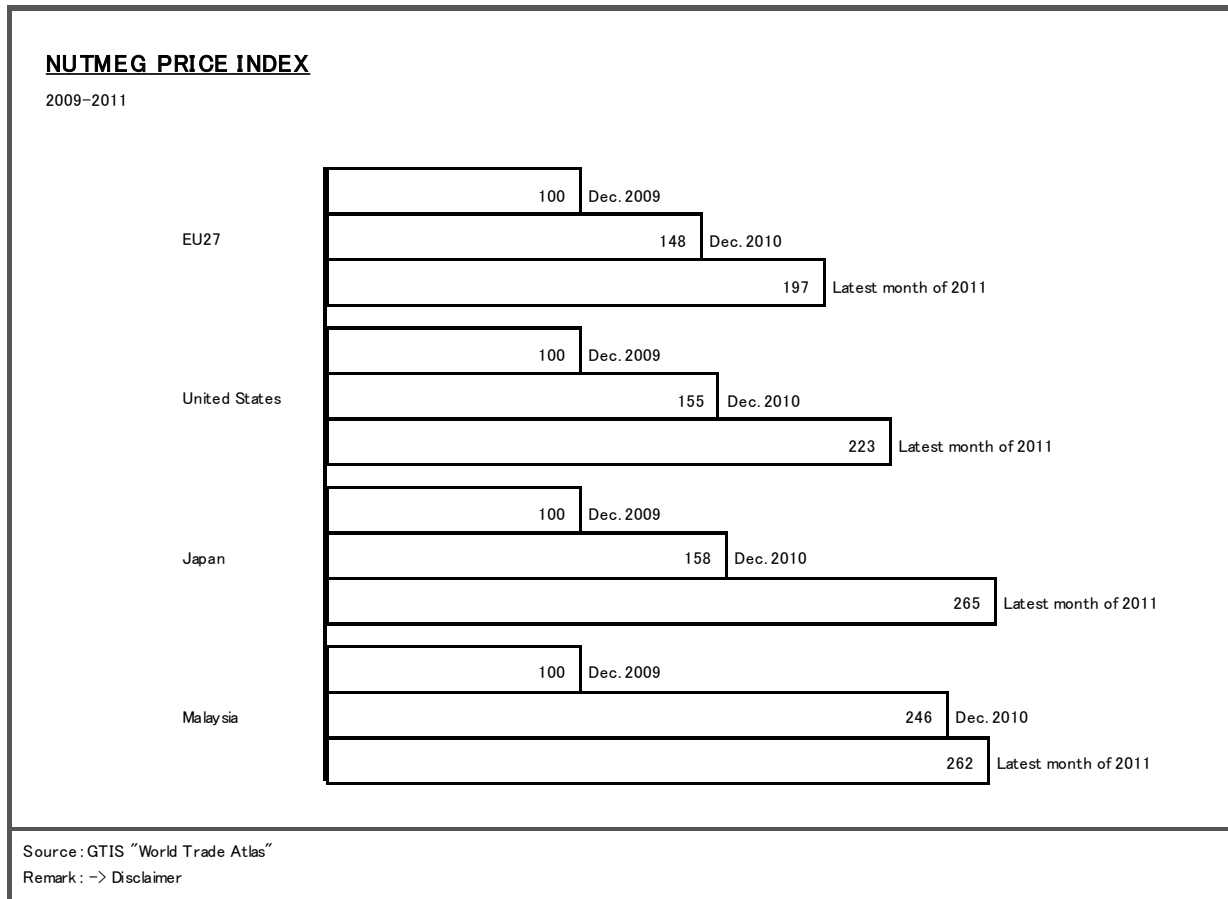 NUTMEG PRICE INDEX
2009-2011
100 Dec. 2009
EU27
148 Dec. 2010
197 Latest month of 2011
100 Dec. 2009
United States
155 Dec. 2010
223 Latest month of 2011
100 Dec. 2009
Japan
158 Dec. 2010
265 Latest month of 2011
100 Dec. 2009
Malaysia
246 Dec. 2010
262 Latest month of 2011
Source: GTIS "World Trade Atlas"
Remark: -> Disclaimer